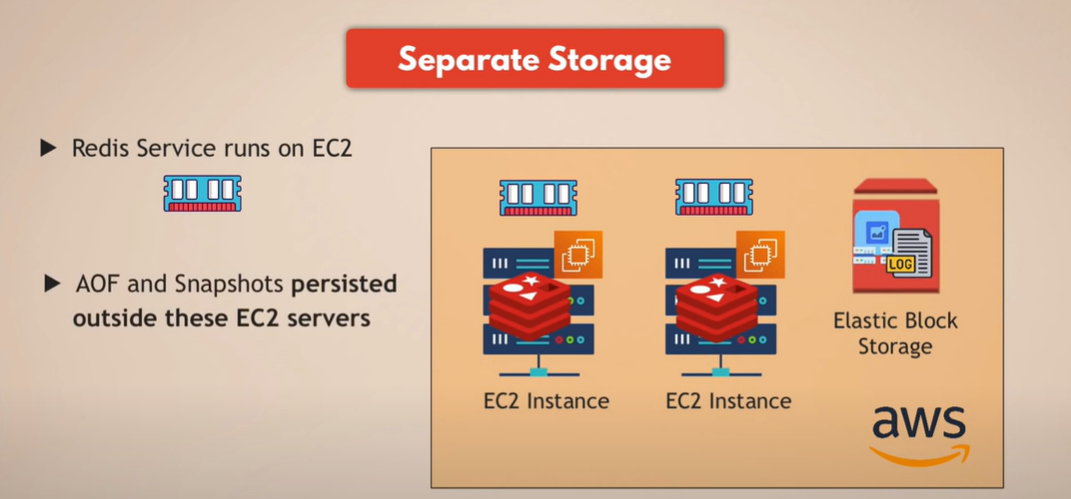 Separate Storage
Redis Service runs on EC2
AOF and Snapshots persisted
outside these EC2 servers
LOG
EC2 Instance
EC2 Instance
Elastic Block
Storage
aws